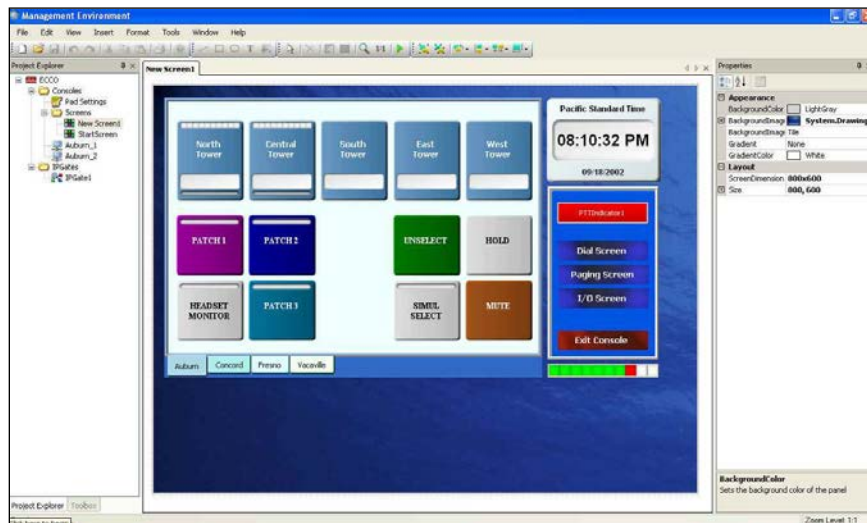 Management Environment
File Edit View Insert Format Tools Window Help
Project Explorer
ECCO
Consoles
Pad Settings
Screens
New Screen1
StartScreen
Auburn_1
Auburn_2
IPGates
IPGate1
Project Explorer Toolbox
New Screen1
North Tower
Central Tower
South Tower
East Tower
West Tower
PATCH 1
PATCH 2
UNSELECT
HOLD
HEADSET MONITOR
PATCH 3
SIMUL SELECT
MUTE
Auburn Concord Fresno Vacaville
Pacific Standard Time
08:10:32 PM
09/18/2002
PTTIndicator1
Dial Screen
Paging Screen
I/O Screen
Exit Console
Properties
Appearance
BackgroundColor LightGray
BackgroundImag System.Drawing
BackgroundImag Tile
Gradient None
GradientColor White
Layout
ScreenDimension 800x600
Size 800, 600
BackgroundColor
Sets the background color of the panel
Zoom Level: 1:1